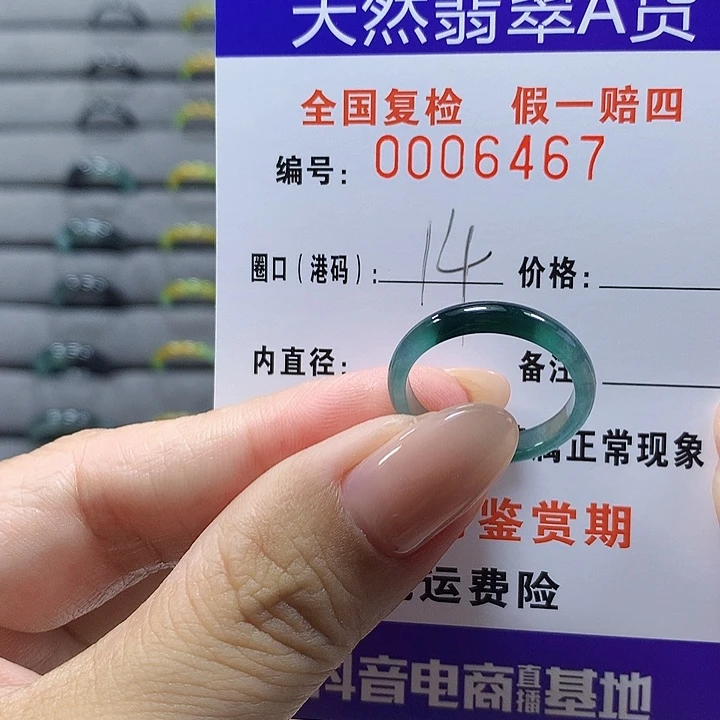 天然翡翠A货
全国复检 假一赔四
编号: 0006467
圈口(港码): 14 价格:
内直径: 备注
属正常现象
鉴赏期
运费险
抖音电商直播基地